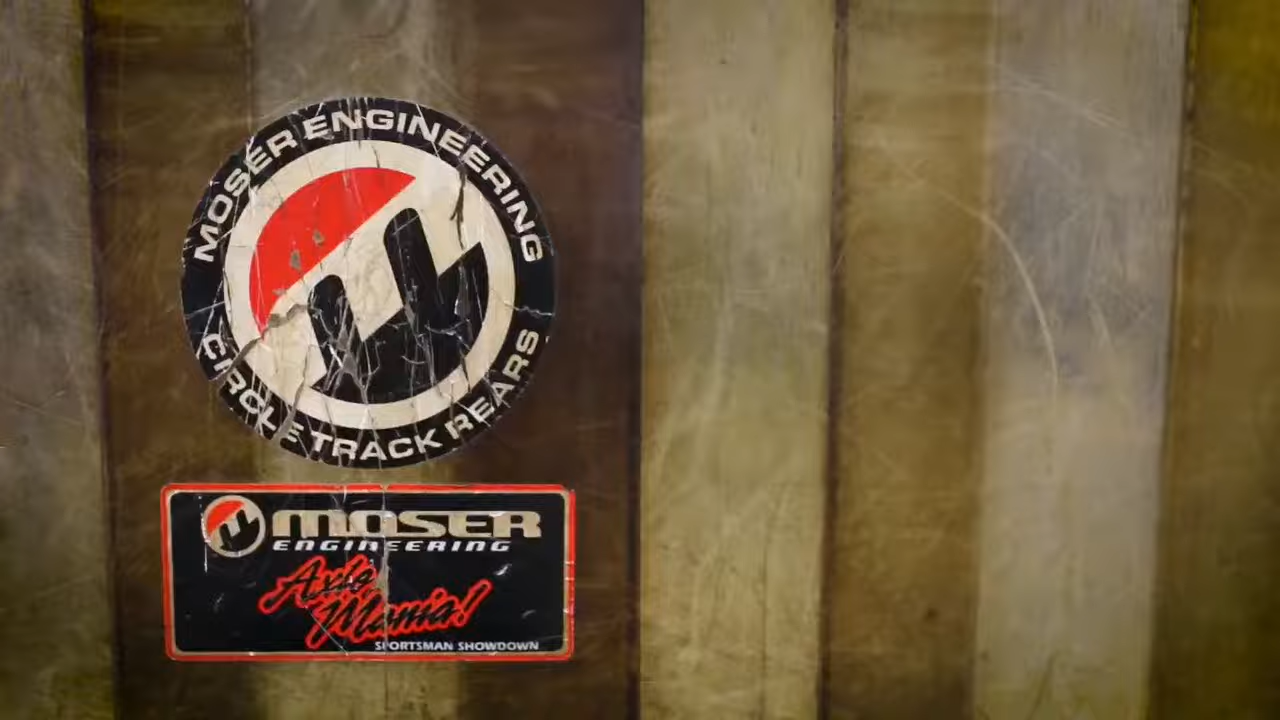 MOSER ENGINEERING
CIRCLE TRACK REARS
MOSER
ENGINEERING
Axle
Mania!
SPORTSMAN SHOWDOWN